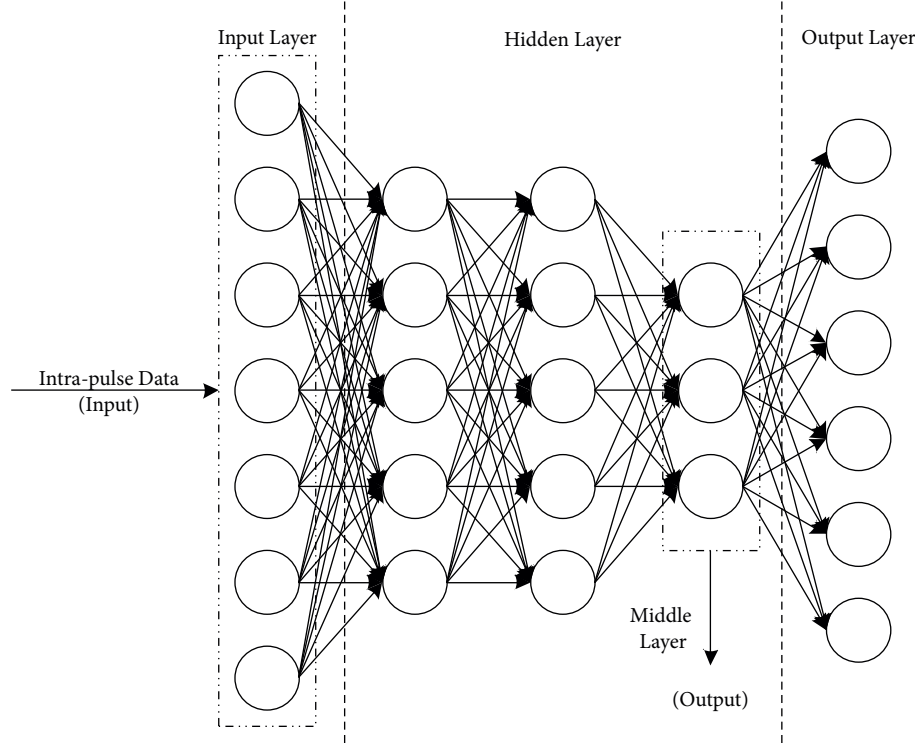 Input Layer
Hidden Layer
Output Layer
Intra-pulse Data
(Input)
Middle
Layer
(Output)